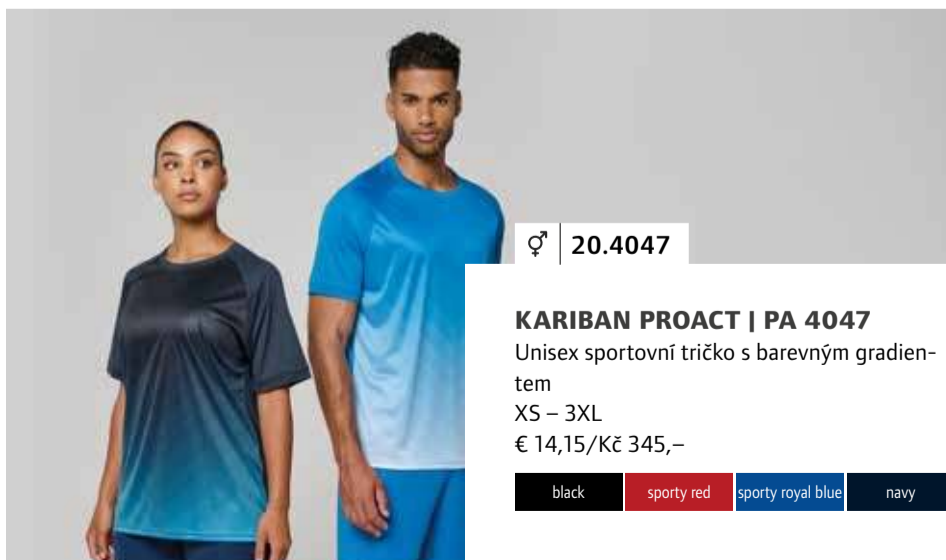 20.4047
KARIBAN PROACT | PA 4047
Unisex sportovní tričko s barevným gradien-
tem
XS – 3XL
€ 14,15/Kč 345,–
black sporty red sporty royal blue navy